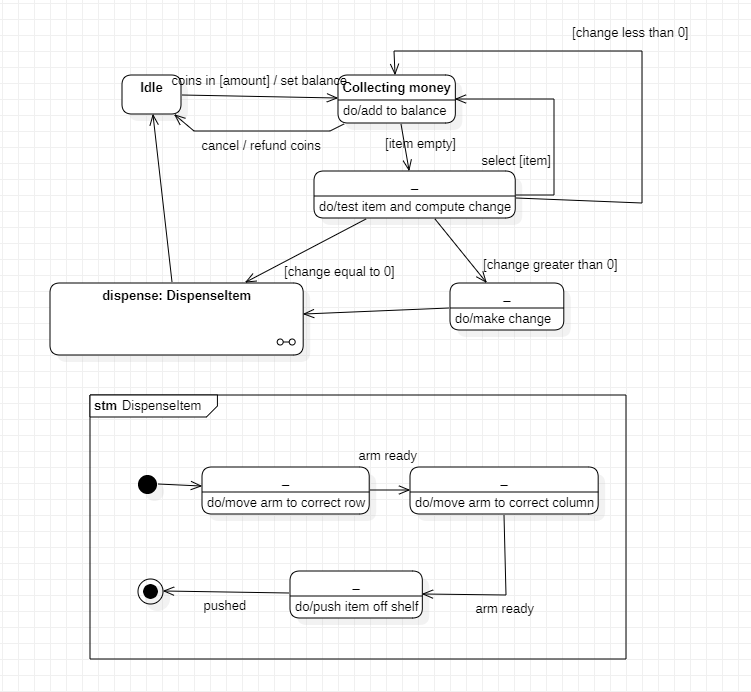 [change less than 0]
coins in [amount] / set balance
Idle
Collecting money
do/add to balance
cancel / refund coins
[item empty]
select [item]
–
do/test item and compute change
[change equal to 0]
[change greater than 0]
dispense: DispenseItem
–
do/make change
stm DispenseItem
arm ready
–
do/move arm to correct row
–
do/move arm to correct column
–
do/push item off shelf
pushed
arm ready